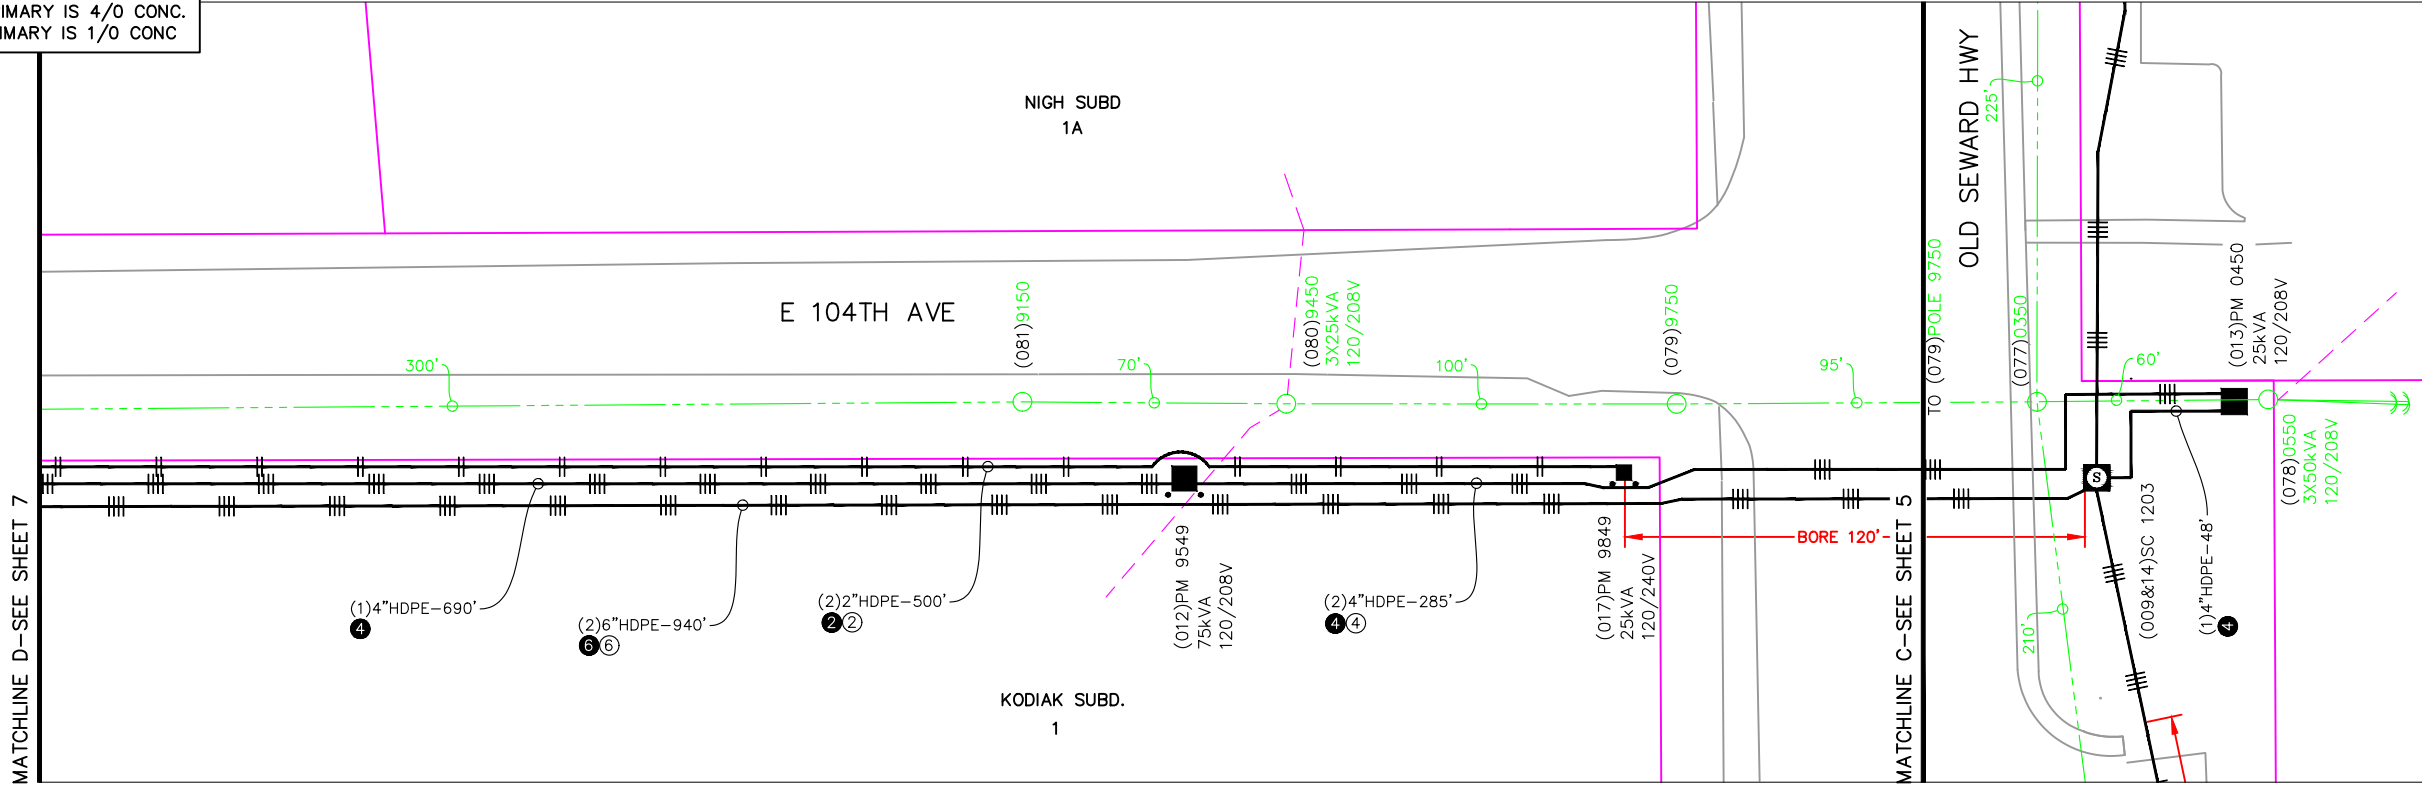 IMARY IS 4/0 CONC.
IMARY IS 1/0 CONC
NIGH SUBD
1A
E 104TH AVE
(081)9150
(080)9450
3X25kVA
120/208V
(079)9750
300'
70'
100'
95'
TO (079)POLE 9750
OLD SEWARD HWY
225'
(077)0350
60'
(013)PM 0450
25kVA
120/208V
(078)0550
3X50kVA
120/208V
MATCHLINE D-SEE SHEET 7
(1)4"HDPE-690'
4
(2)6"HDPE-940'
6 6
(2)2"HDPE-500'
2 2
(012)PM 9549
75kVA
120/208V
(2)4"HDPE-285'
4 4
(017)PM 9849
25kVA
120/240V
BORE 120'
MATCHLINE C-SEE SHEET 5
S
(009&14)SC 1203
(1)4"HDPE-48'
4
210'
KODIAK SUBD.
1